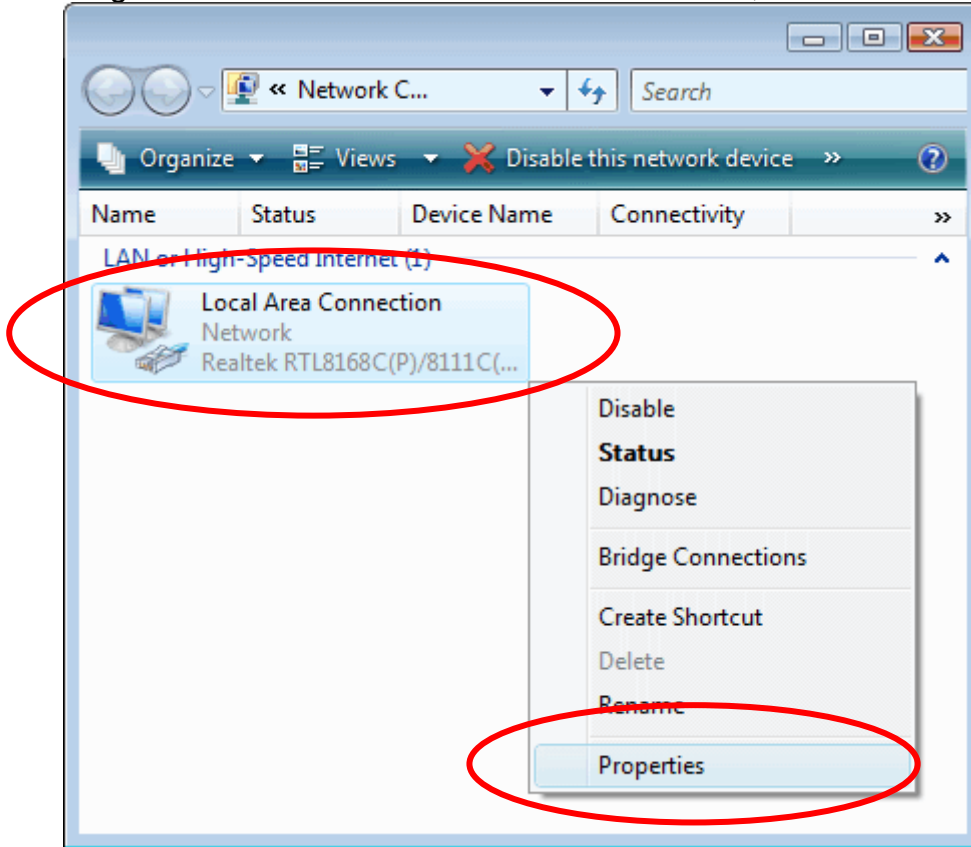 « Network C...
Search
Organize Views Disable this network device »
Name Status Device Name Connectivity »
LAN or High-Speed Internet (1)
Local Area Connection
Network
Realtek RTL8168C(P)/8111C(...
Disable
Status
Diagnose
Bridge Connections
Create Shortcut
Delete
Rename
Properties